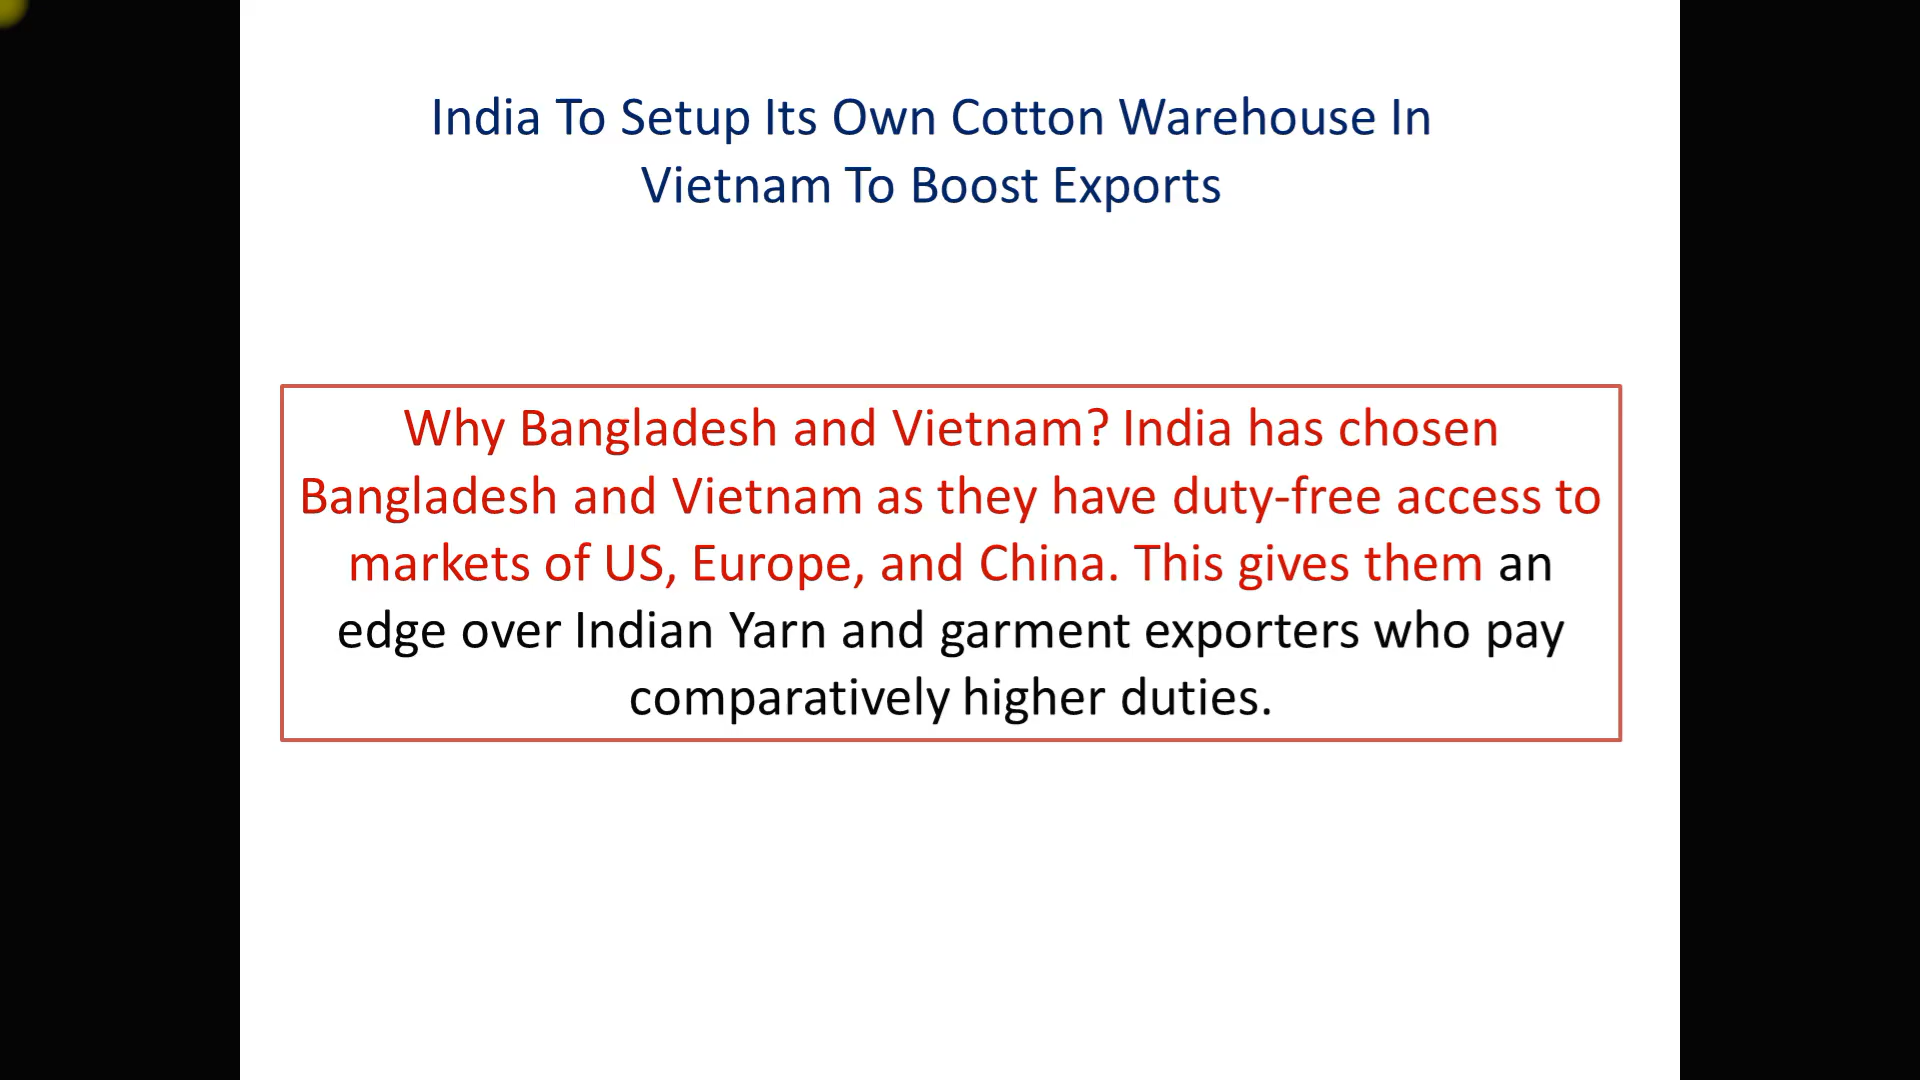 India To Setup Its Own Cotton Warehouse In
Vietnam To Boost Exports
Why Bangladesh and Vietnam? India has chosen
Bangladesh and Vietnam as they have duty-free access to
markets of US, Europe, and China. This gives them an
edge over Indian Yarn and garment exporters who pay
comparatively higher duties.